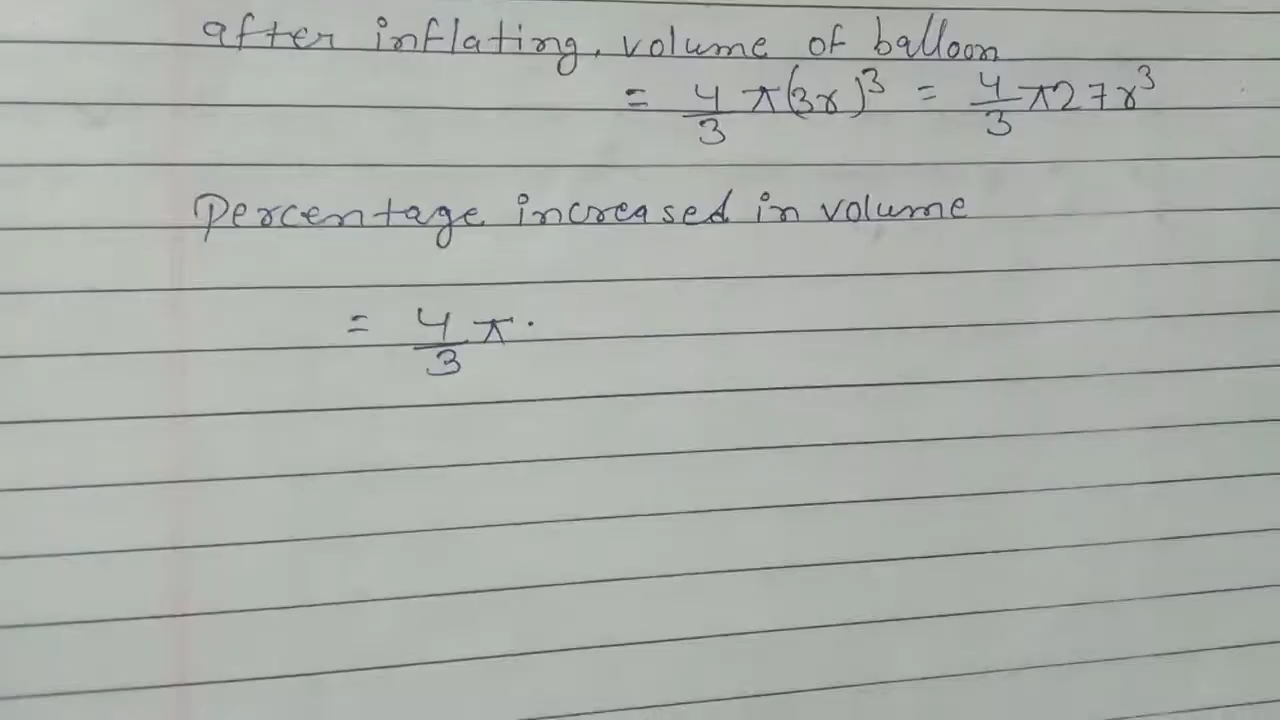 after inflating, volume of balloon
= 4/3 π(3r)³ = 4/3 π27r³
Percentage increased in volume
= 4/3 π.